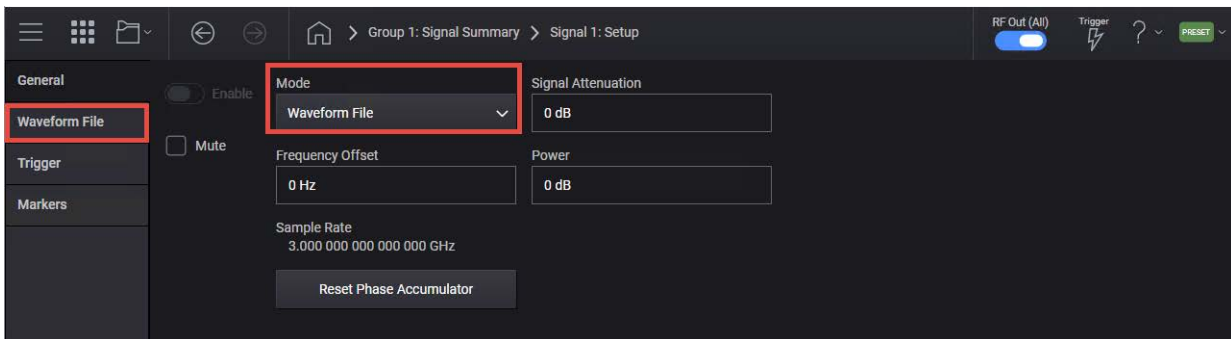 Group 1: Signal Summary > Signal 1: Setup
RF Out (All)
Trigger
?
PRESET
General
Waveform File
Trigger
Markers
Enable
Mute
Mode
Waveform File
Signal Attenuation
0 dB
Frequency Offset
0 Hz
Power
0 dB
Sample Rate
3.000 000 000 000 000 GHz
Reset Phase Accumulator